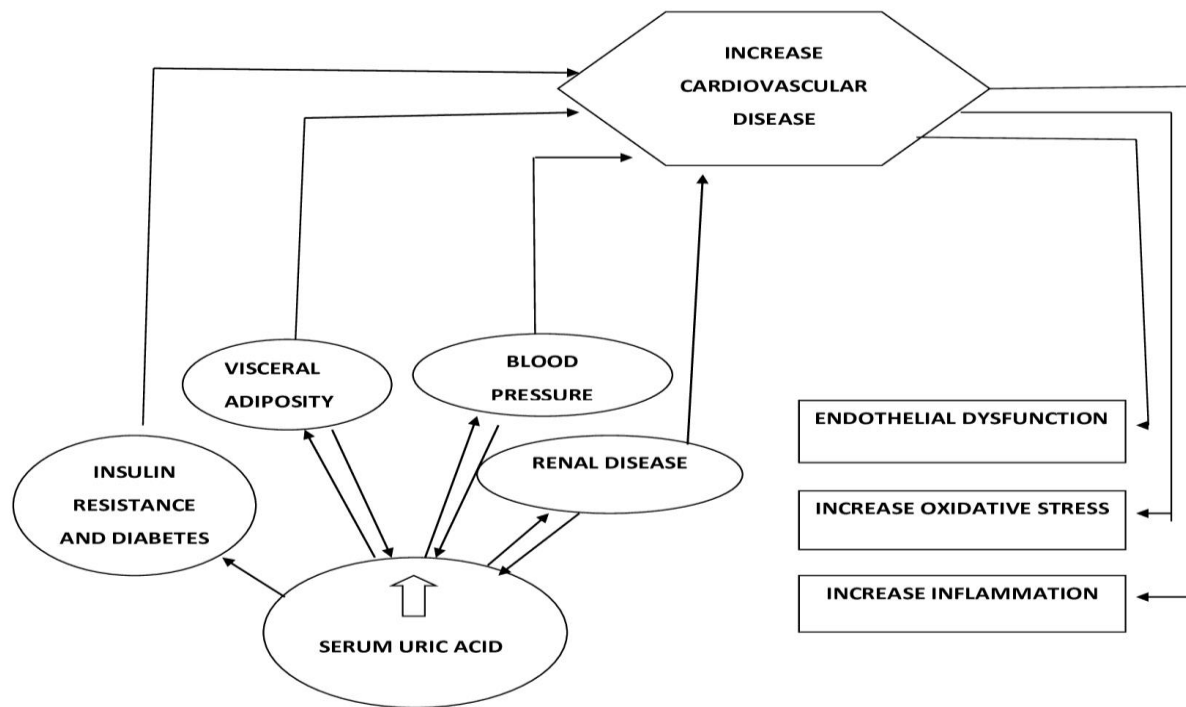 INCREASE
CARDIOVASCULAR
DISEASE
VISCERAL
ADIPOSITY
BLOOD
PRESSURE
INSULIN
RESISTANCE
AND DIABETES
RENAL DISEASE
SERUM URIC ACID
ENDOTHELIAL DYSFUNCTION
INCREASE OXIDATIVE STRESS
INCREASE INFLAMMATION